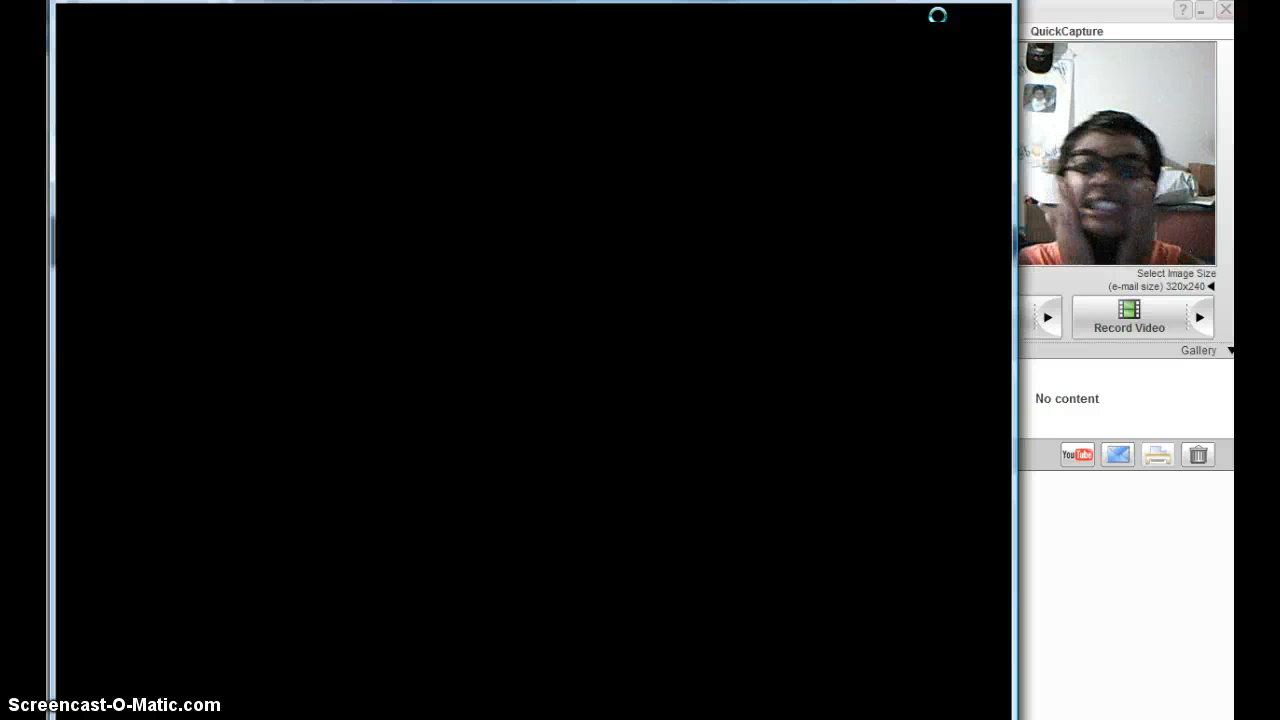 ?
QuickCapture
Select Image Size
(e-mail size) 320x240
Record Video
Gallery
No content
YouTube
Screencast-O-Matic.com